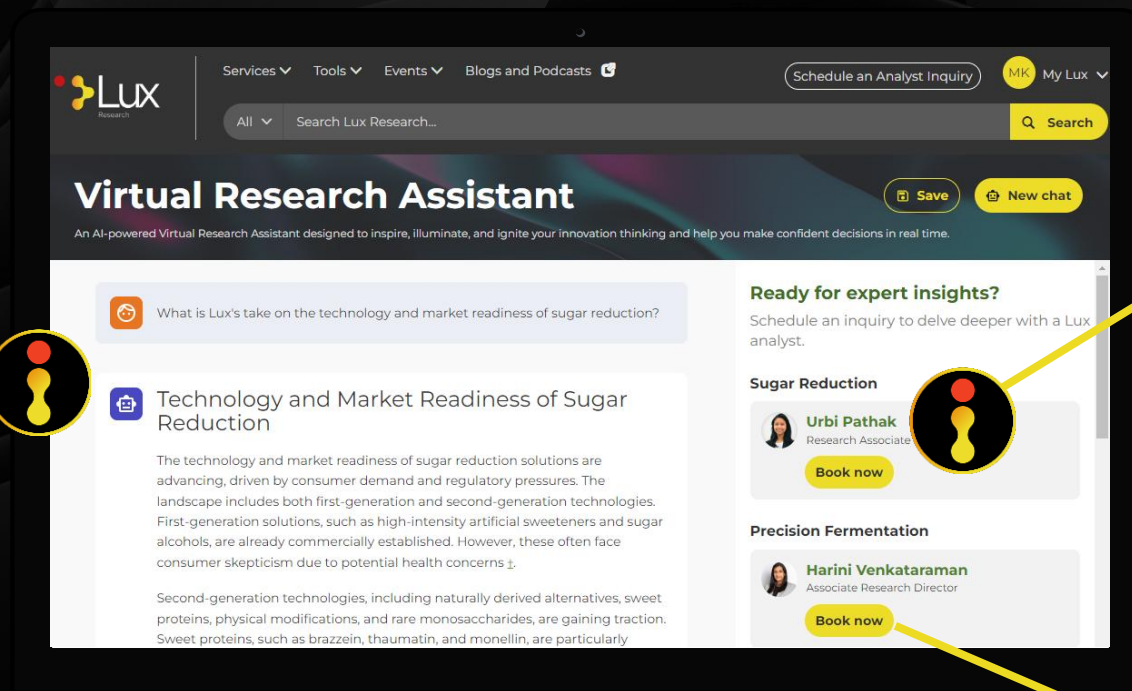 Lux
Research
Services Tools Events Blogs and Podcasts
Schedule an Analyst Inquiry
MK My Lux
All Search Lux Research...
Search
Virtual Research Assistant
Save
New chat
An AI-powered Virtual Research Assistant designed to inspire, illuminate, and ignite your innovation thinking and help you make confident decisions in real time.
What is Lux's take on the technology and market readiness of sugar reduction?
Technology and Market Readiness of Sugar
Reduction
The technology and market readiness of sugar reduction solutions are
advancing, driven by consumer demand and regulatory pressures. The
landscape includes both first-generation and second-generation technologies.
First-generation solutions, such as high-intensity artificial sweeteners and sugar
alcohols, are already commercially established. However, these often face
consumer skepticism due to potential health concerns ‡.
Second-generation technologies, including naturally derived alternatives, sweet
proteins, physical modifications, and rare monosaccharides, are gaining traction.
Sweet proteins, such as brazzein, thaumatin, and monellin, are particularly
Ready for expert insights?
Schedule an inquiry to delve deeper with a Lux
analyst.
Sugar Reduction
Urbi Pathak
Research Associate
Book now
Precision Fermentation
Harini Venkataraman
Associate Research Director
Book now